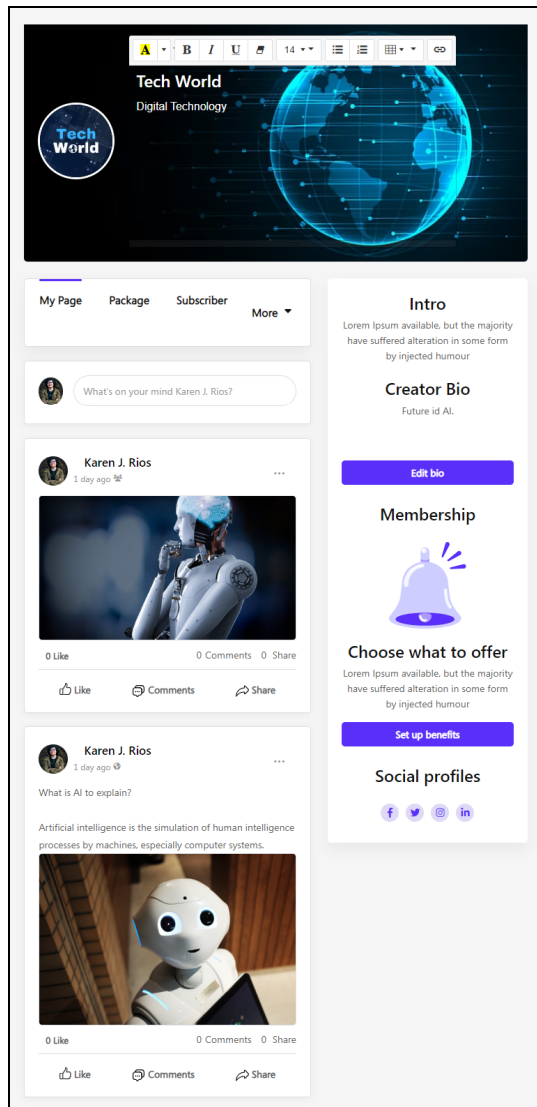 A B I U 14
Tech World
Digital Technology
Tech
World
My Page Package Subscriber More
What's on your mind Karen J. Rios?
Karen J. Rios
1 day ago
0 Like 0 Comments 0 Share
Like Comments Share
Karen J. Rios
1 day ago
What is AI to explain?
Artificial intelligence is the simulation of human intelligence
processes by machines, especially computer systems.
0 Like 0 Comments 0 Share
Like Comments Share
Intro
Lorem Ipsum available, but the majority
have suffered alteration in some form
by injected humour
Creator Bio
Future id AI.
Edit bio
Membership
Choose what to offer
Lorem Ipsum available, but the majority
have suffered alteration in some form
by injected humour
Set up benefits
Social profiles
f in